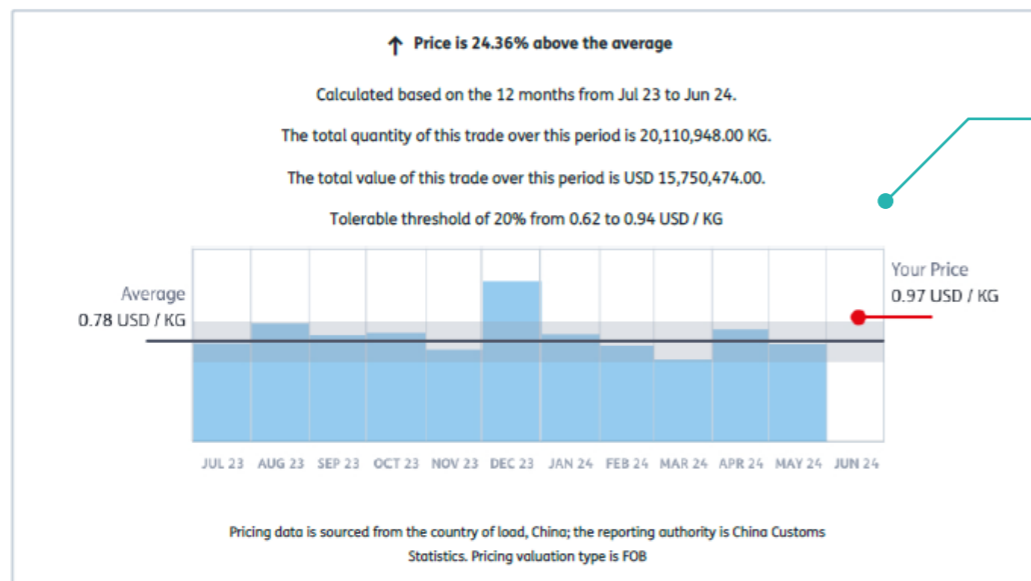 ↑ Price is 24.36% above the average
Calculated based on the 12 months from Jul 23 to Jun 24.
The total quantity of this trade over this period is 20,110,948.00 KG.
The total value of this trade over this period is USD 15,750,474.00.
Tolerable threshold of 20% from 0.62 to 0.94 USD / KG
Average
0.78 USD / KG
Your Price
0.97 USD / KG
JUL 23 AUG 23 SEP 23 OCT 23 NOV 23 DEC 23 JAN 24 FEB 24 MAR 24 APR 24 MAY 24 JUN 24
Pricing data is sourced from the country of load, China; the reporting authority is China Customs
Statistics. Pricing valuation type is FOB